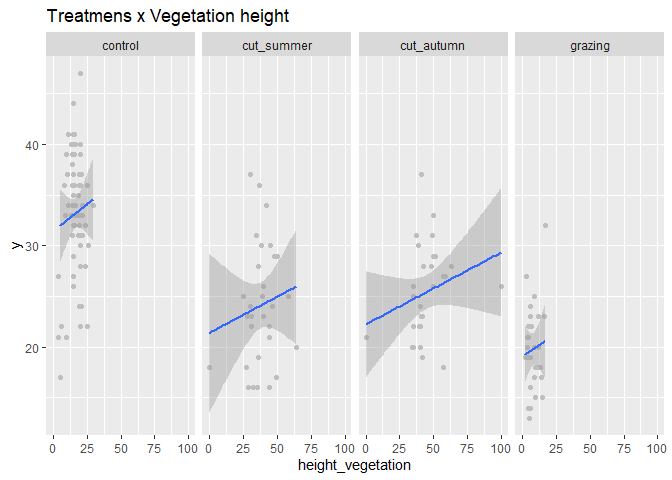 Treatmens x Vegetation height
control cut_summer cut_autumn grazing
y
40
30
20
0 25 50 75 100 0 25 50 75 100 0 25 50 75 100 0 25 50 75 100
height_vegetation